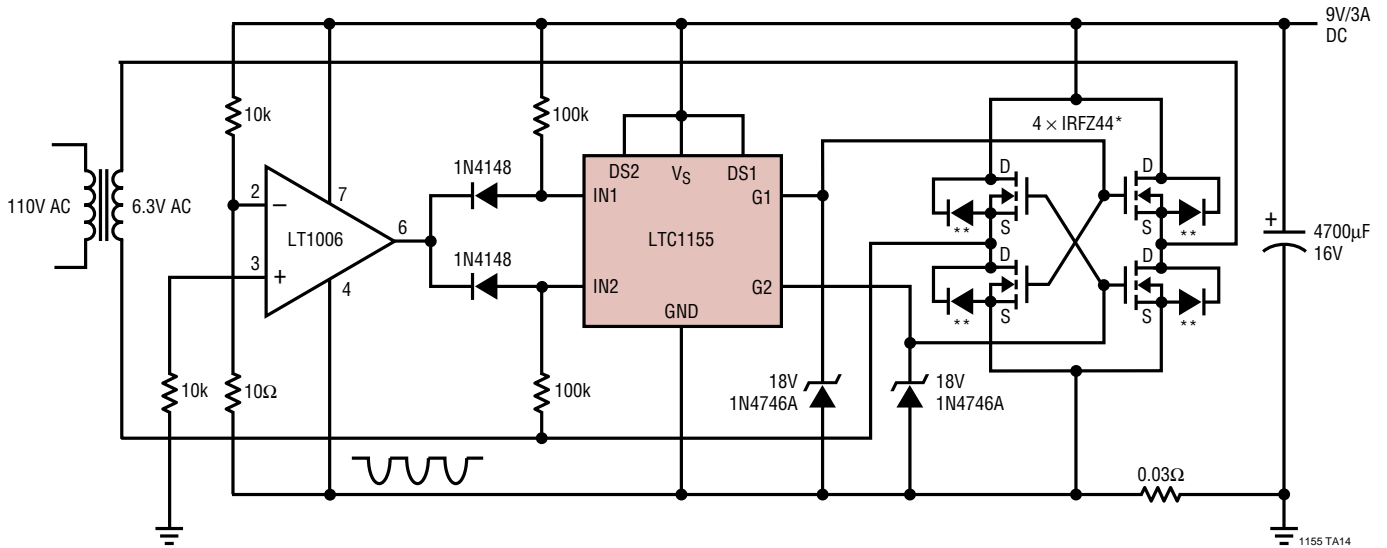 9V/3A
DC
10k
100k
4 × IRFZ44*
1N4148
DS2
VS
DS1
D
D
110V AC
6.3V AC
2
−
7
IN1
G1
S
S
**
**
LT1006
6
LTC1155
+
4700μF
16V
3
+
4
1N4148
IN2
G2
D
D
GND
S
S
**
**
10k
10Ω
100k
18V
1N4746A
18V
1N4746A
0.03Ω
1155 TA14